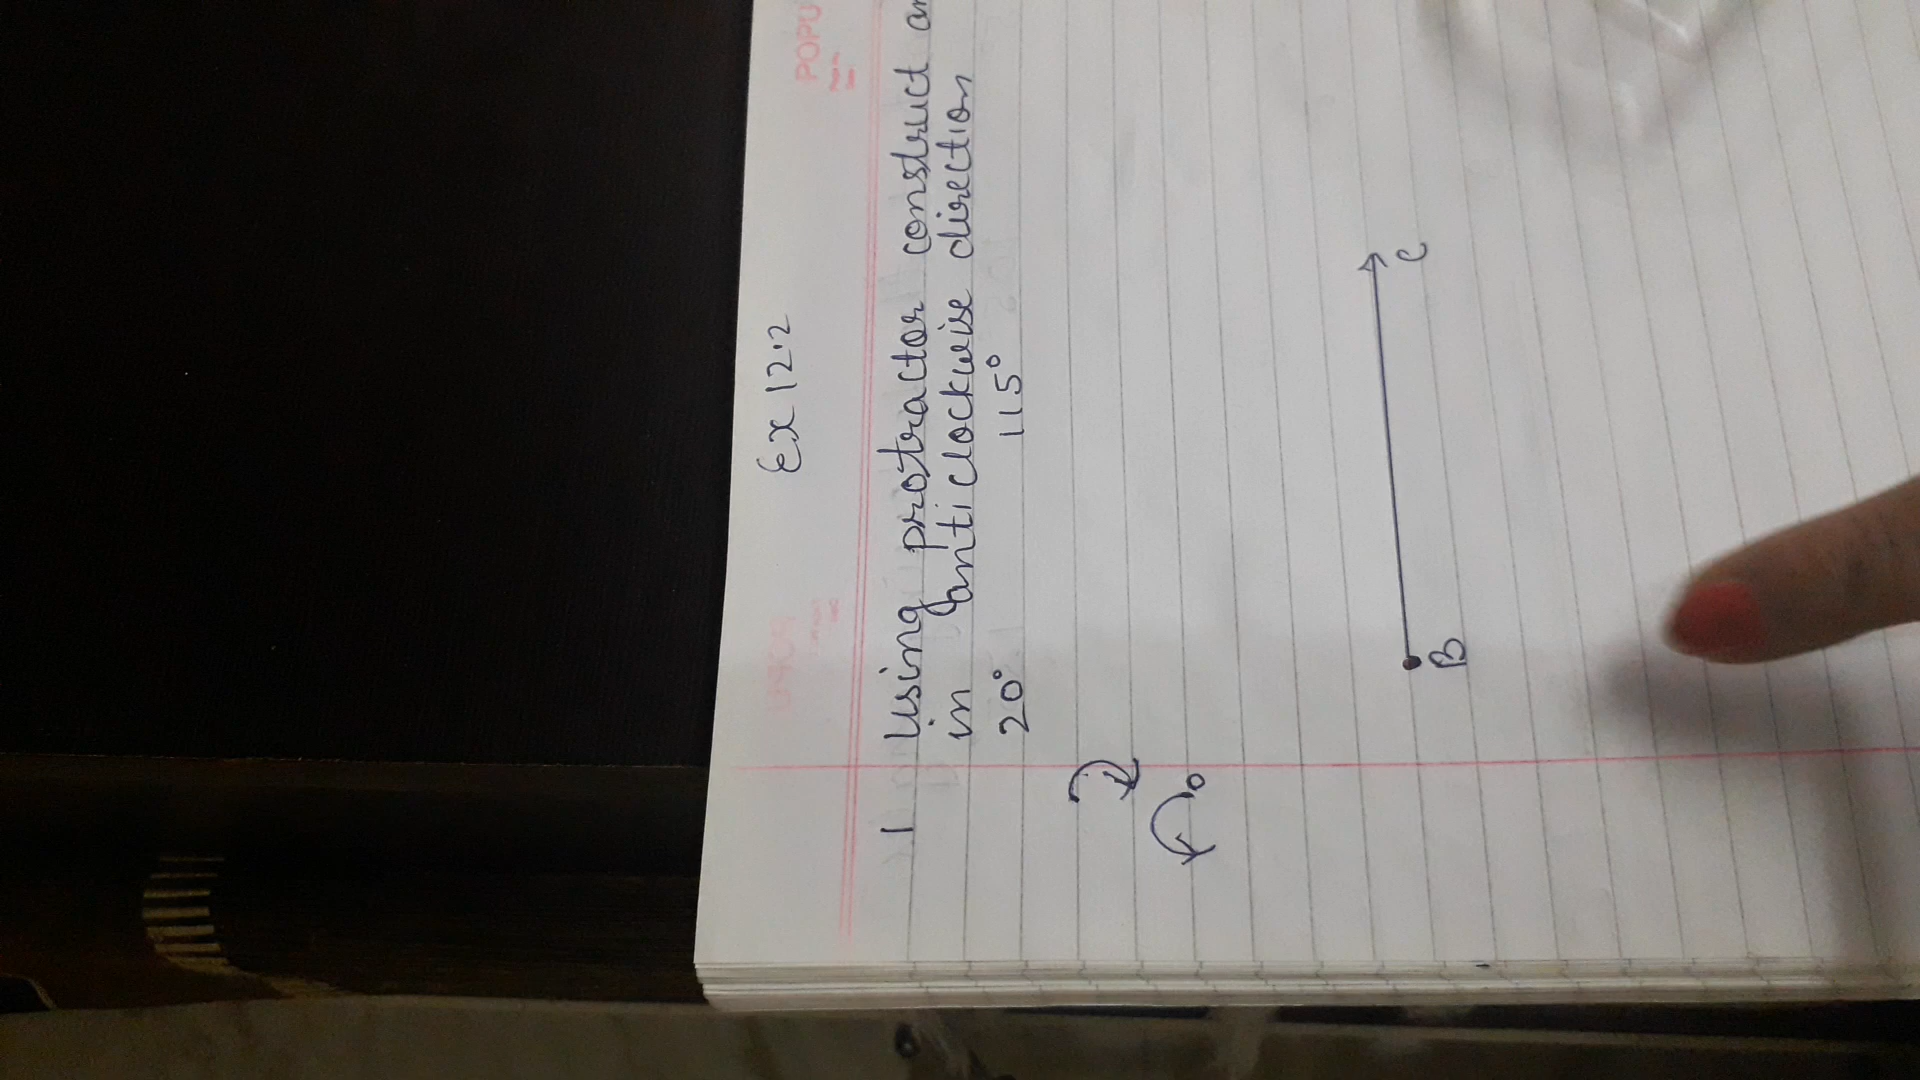 Ex 12.2
1 Using protractor construct an
in anticlockwise direction
20° 115°
B C